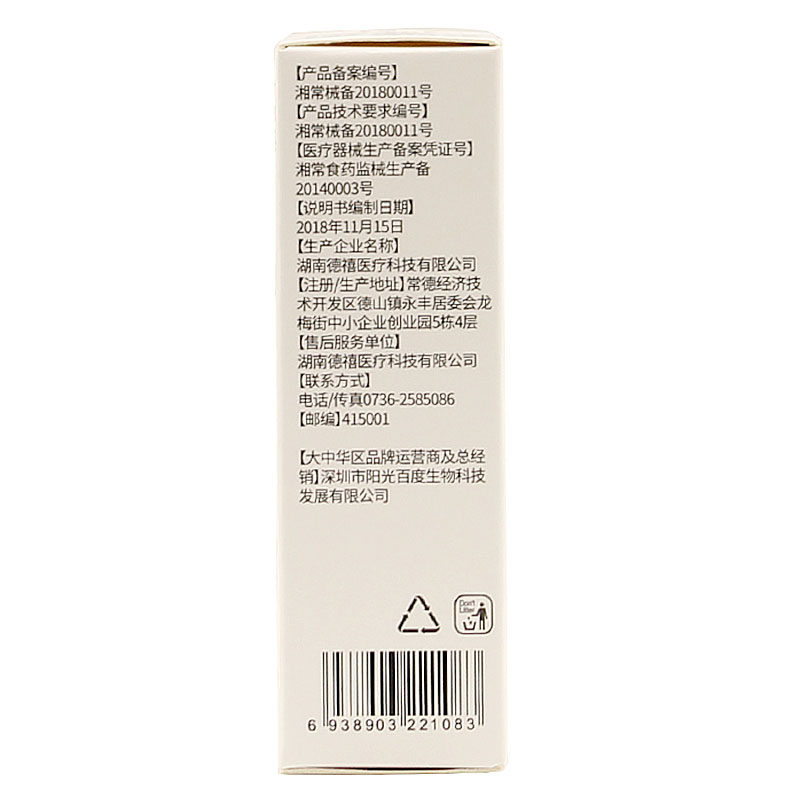 【产品备案编号】
湘常械备20180011号
【产品技术要求编号】
湘常械备20180011号
【医疗器械生产备案凭证号】
湘常食药监械生产备
20140003号
【说明书编制日期】
2018年11月15日
【生产企业名称】
湖南德禧医疗科技有限公司
【注册/生产地址】常德经济技
术开发区德山镇永丰居委会龙
梅街中小企业创业园5栋4层
【售后服务单位】
湖南德禧医疗科技有限公司
【联系方式】
电话/传真0736-2585086
【邮编】415001
【大中华区品牌运营商及总经
销】深圳市阳光百度生物科技
发展有限公司
Don't
Litter
6 938903 221083